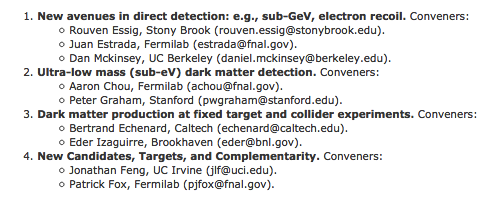 1. New avenues in direct detection: e.g., sub-GeV, electron recoil. Conveners:
○ Rouven Essig, Stony Brook (rouven.essig@stonybrook.edu).
○ Juan Estrada, Fermilab (estrada@fnal.gov).
○ Dan Mckinsey, UC Berkeley (daniel.mckinsey@berkeley.edu).
2. Ultra-low mass (sub-eV) dark matter detection. Conveners:
○ Aaron Chou, Fermilab (achou@fnal.gov).
○ Peter Graham, Stanford (pwgraham@stanford.edu).
3. Dark matter production at fixed target and collider experiments. Conveners:
○ Bertrand Echenard, Caltech (echenard@caltech.edu).
○ Eder Izaguirre, Brookhaven (eder@bnl.gov).
4. New Candidates, Targets, and Complementarity. Conveners:
○ Jonathan Feng, UC Irvine (jlf@uci.edu).
○ Patrick Fox, Fermilab (pjfox@fnal.gov).